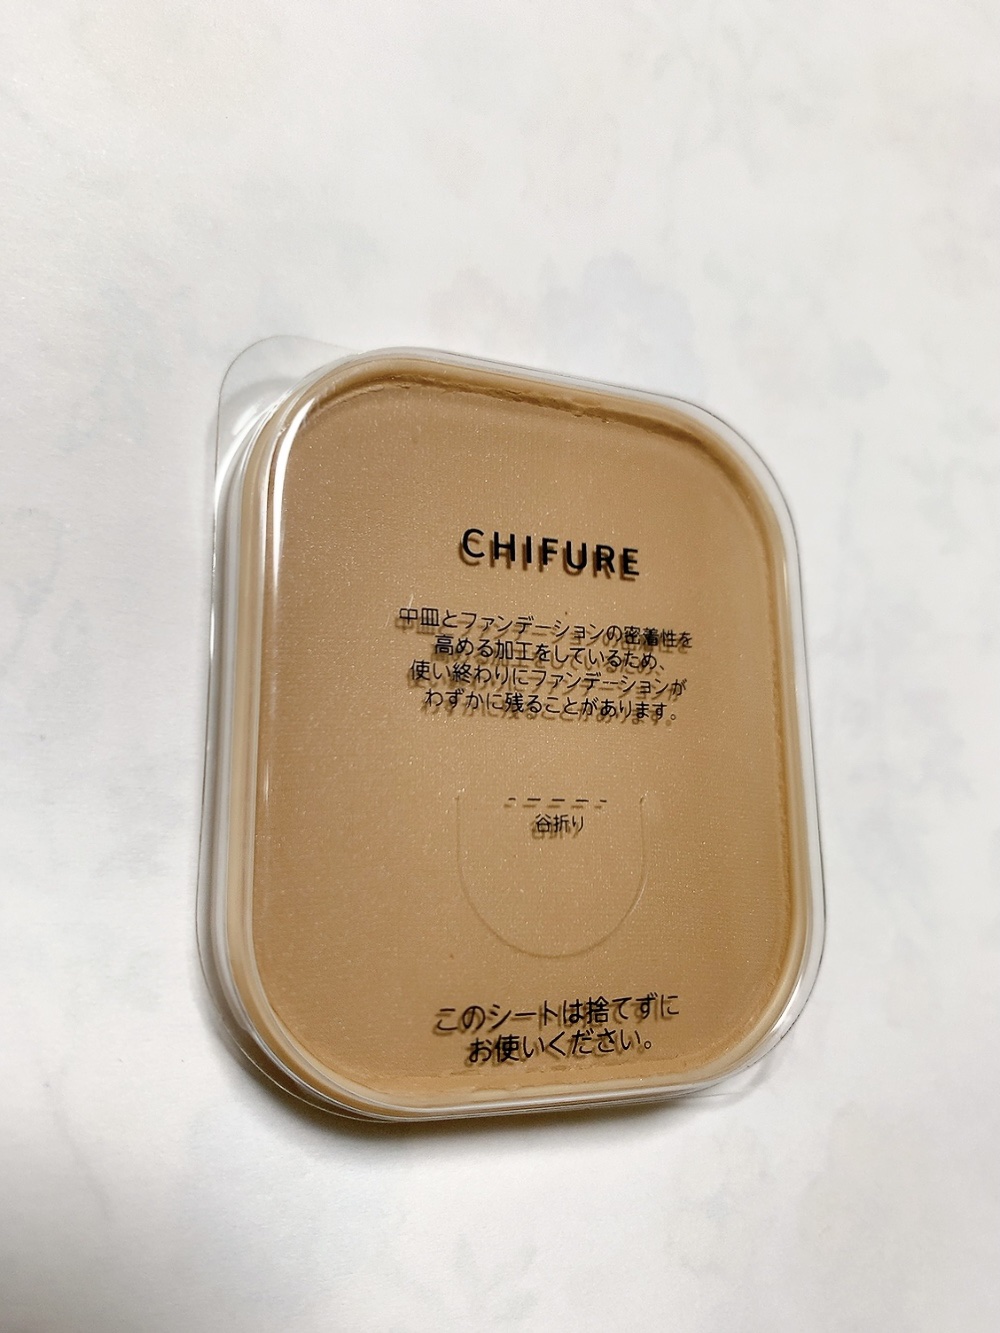 CHIFURE
中皿とファンデーションの密着性を
高める加工をしているため、
使い終わりにファンデーションが
わずかに残ることがあります。
谷折り
このシートは捨てずに
お使いください。